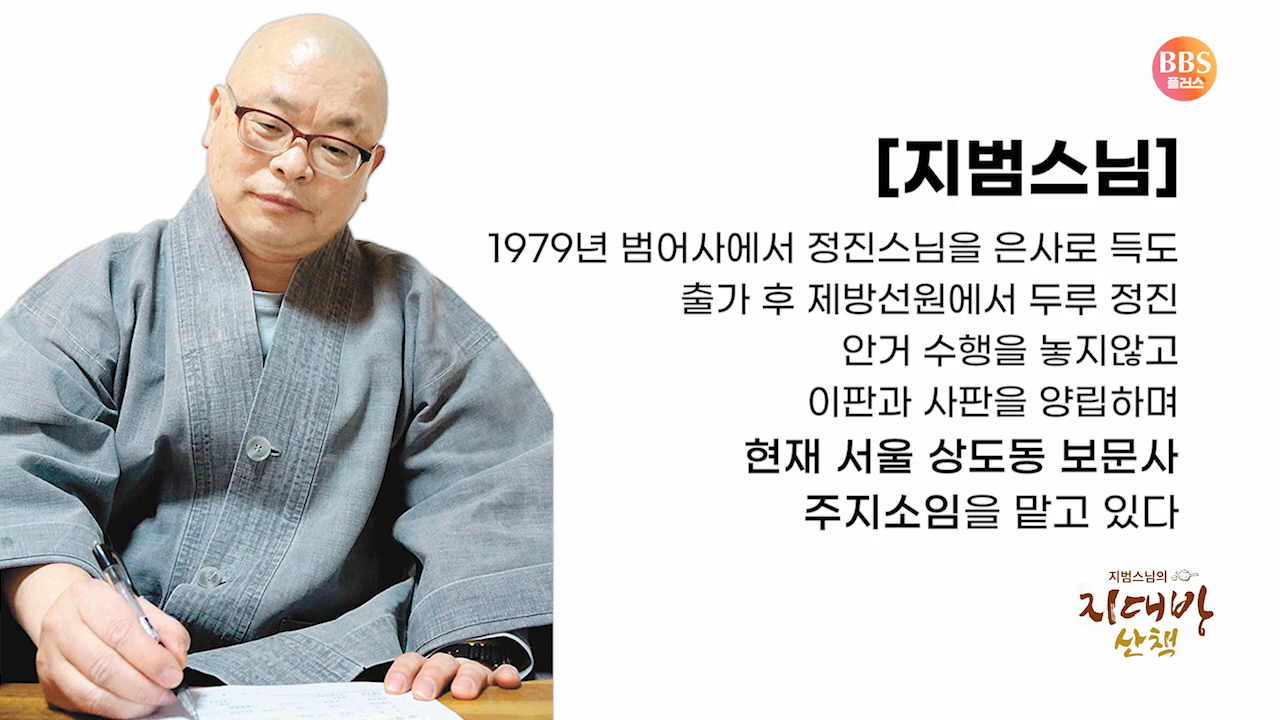 BBS
플러스
[지범스님]
1979년 범어사에서 정진스님을 은사로 득도
출가 후 제방선원에서 두루 정진
안거 수행을 놓지않고
이판과 사판을 양립하며
현재 서울 상도동 보문사
주지소임을 맡고 있다
지범스님의
지대방
산책